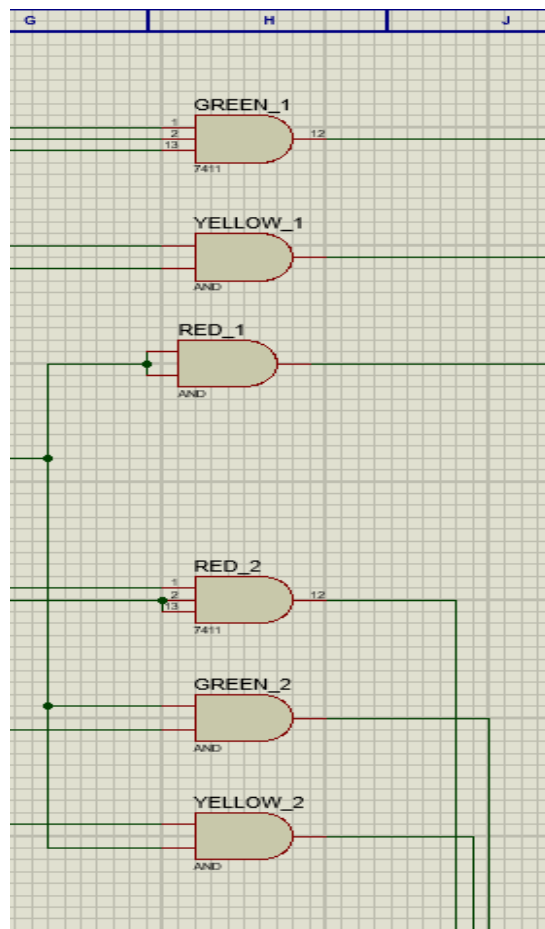 G H J
GREEN_1
1
2 12
13
7411
YELLOW_1
AND
RED_1
AND
RED_2
1
2 12
13
7411
GREEN_2
AND
YELLOW_2
AND